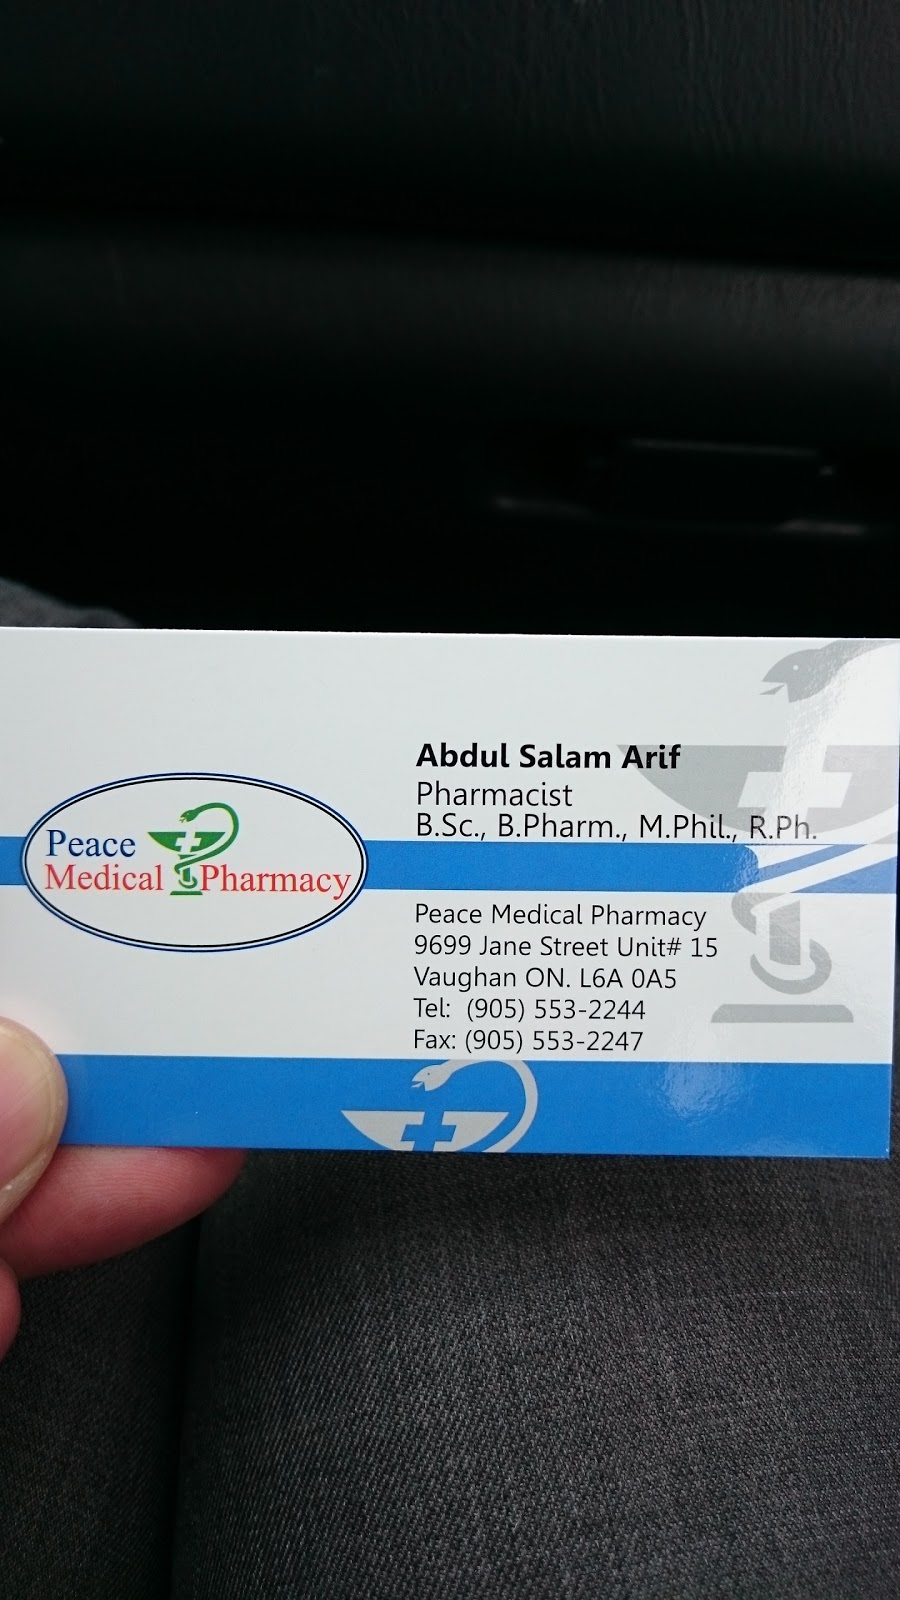 Peace
Medical Pharmacy
Abdul Salam Arif
Pharmacist
B.Sc., B.Pharm., M.Phil., R.Ph.
Peace Medical Pharmacy
9699 Jane Street Unit# 15
Vaughan ON. L6A 0A5
Tel: (905) 553-2244
Fax: (905) 553-2247